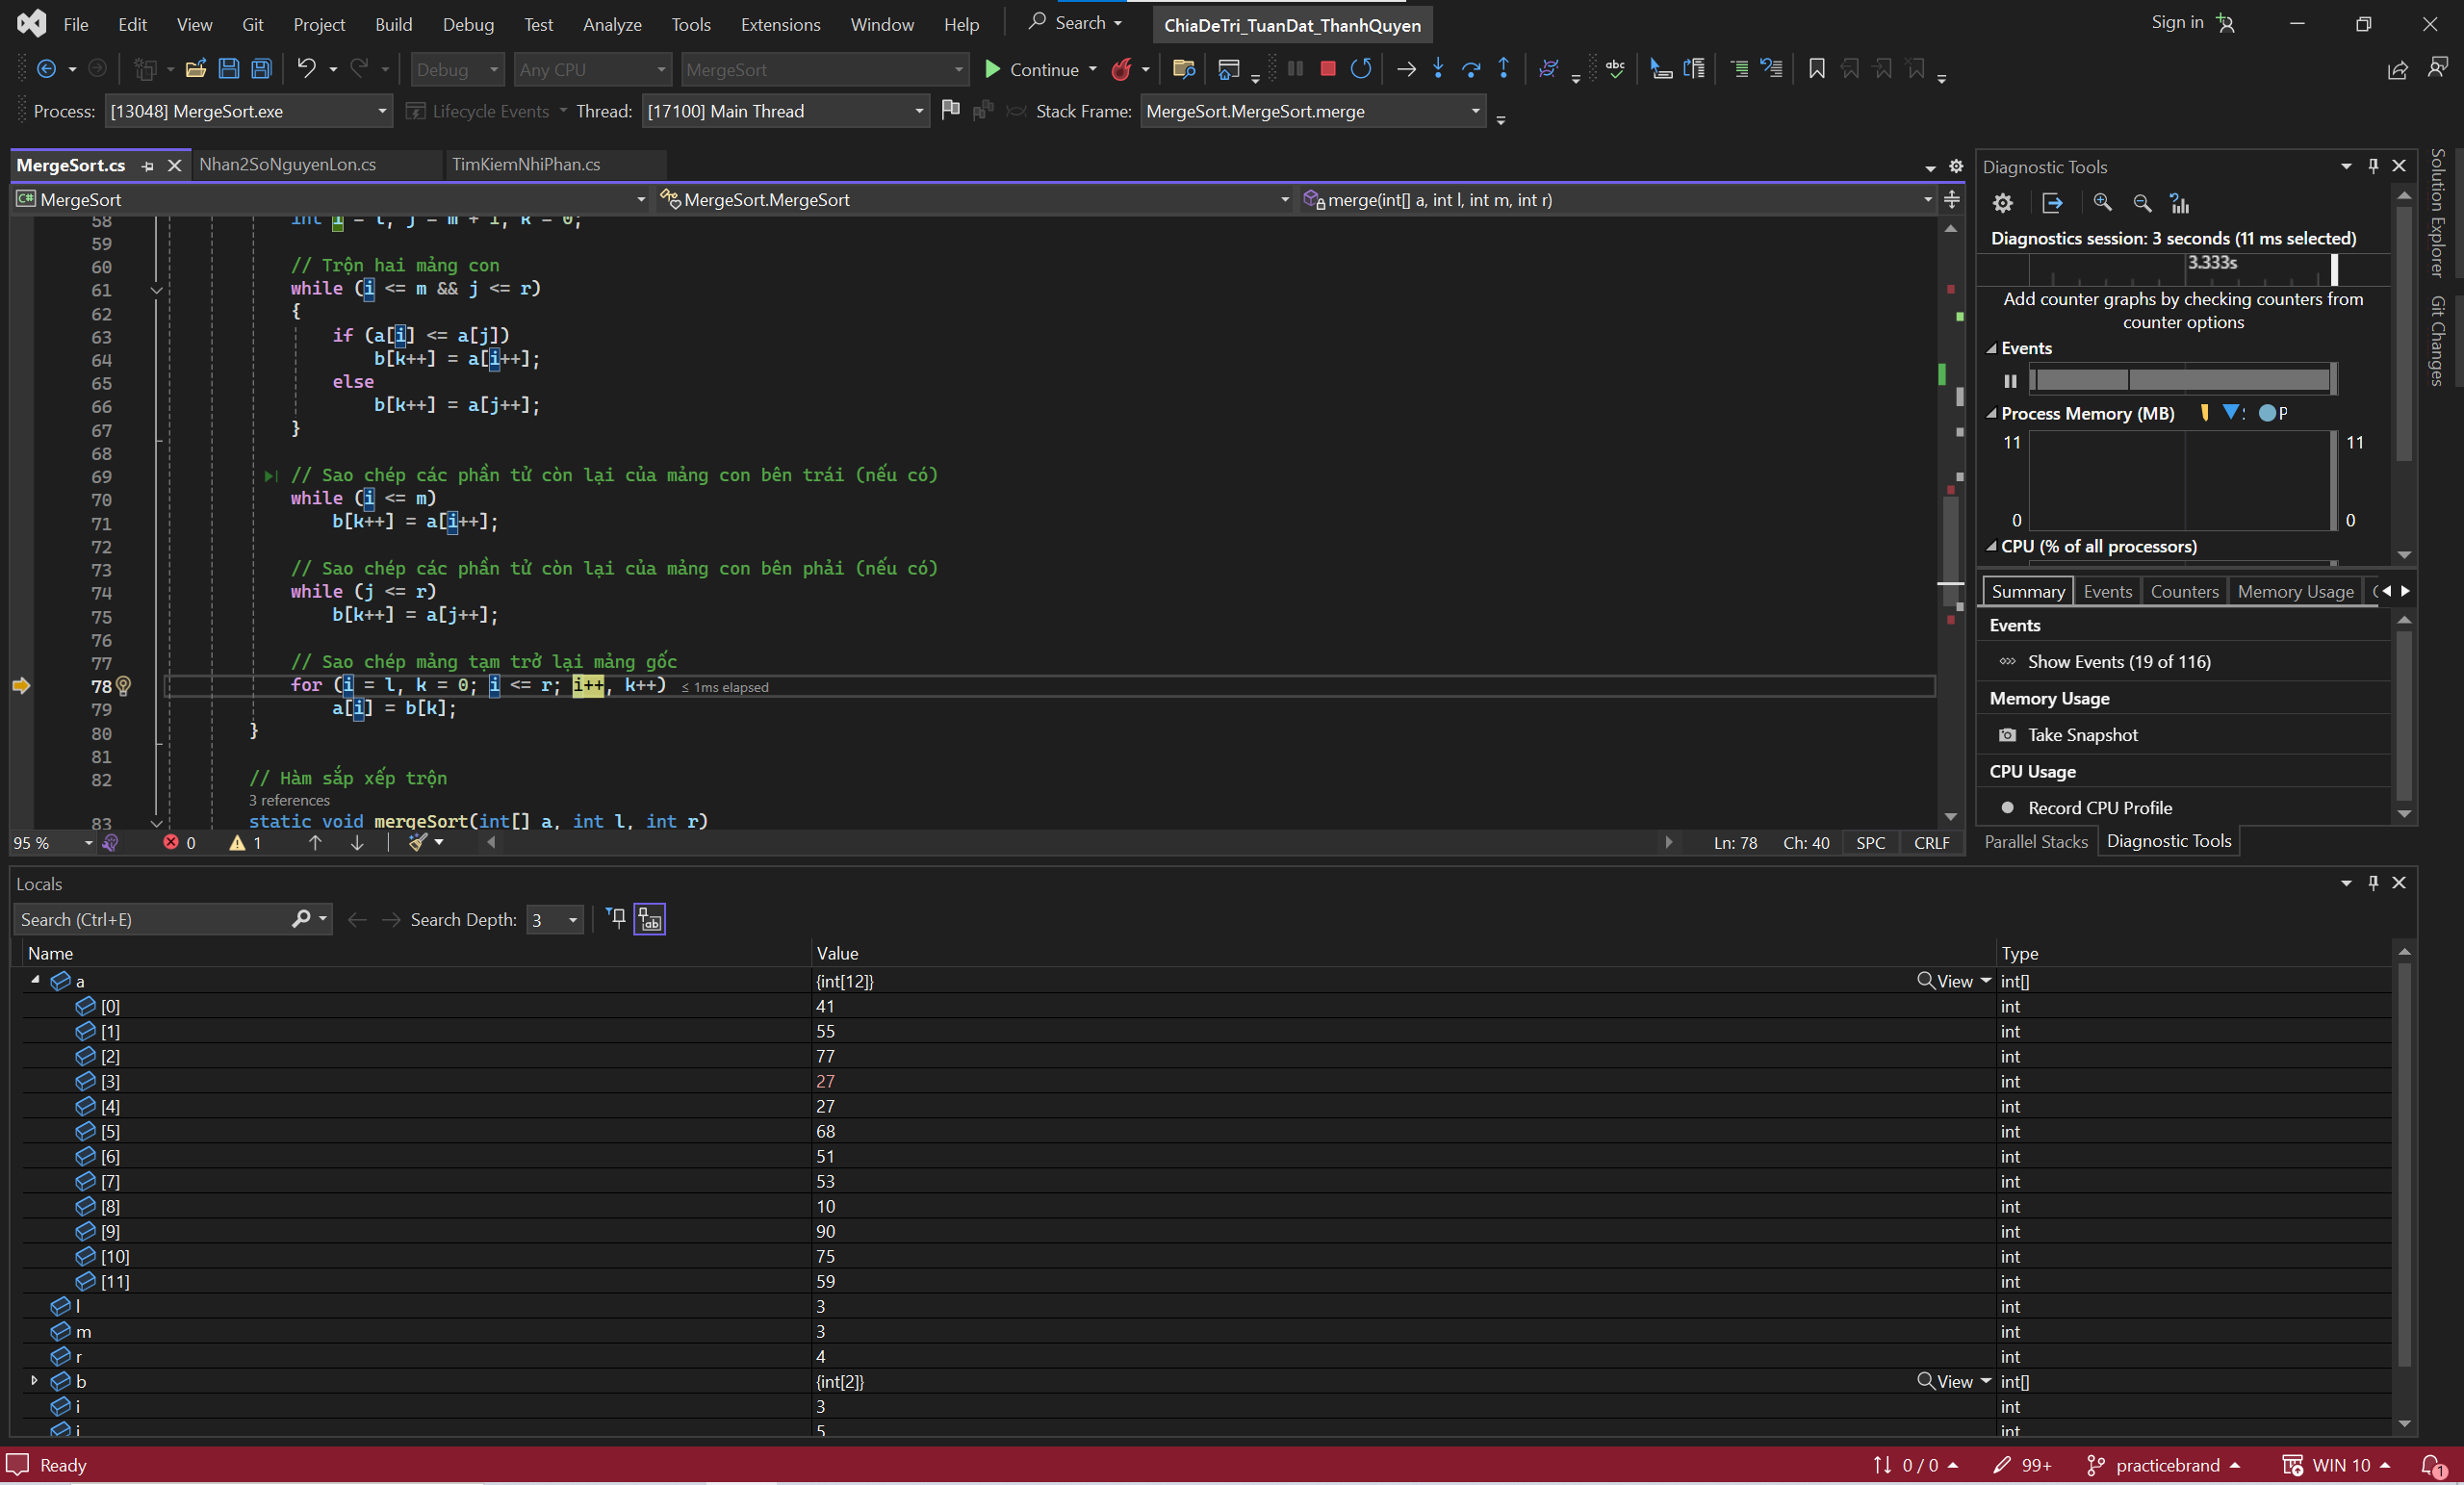 File Edit View Git Project Build Debug Test Analyze Tools Extensions Window Help Search ChiaDeTri_TuanDat_ThanhQuyen Sign in
Debug Any CPU MergeSort Continue
Process: [13048] MergeSort.exe Lifecycle Events Thread: [17100] Main Thread Stack Frame: MergeSort.MergeSort.merge
MergeSort.cs Nhan2SoNguyenLon.cs TimKiemNhiPhan.cs
C# MergeSort MergeSort.MergeSort merge(int[] a, int l, int m, int r)
58 int i = l, j = m + 1, k = 0;
59
60 // Trộn hai mảng con
61 while (i <= m && j <= r)
62 {
63 if (a[i] <= a[j])
64 b[k++] = a[i++];
65 else
66 b[k++] = a[j++];
67 }
68
69 // Sao chép các phần tử còn lại của mảng con bên trái (nếu có)
70 while (i <= m)
71 b[k++] = a[i++];
72
73 // Sao chép các phần tử còn lại của mảng con bên phải (nếu có)
74 while (j <= r)
75 b[k++] = a[j++];
76
77 // Sao chép mảng tạm trở lại mảng gốc
78 for (i = l, k = 0; i <= r; i++, k++) ≤ 1ms elapsed
79 a[i] = b[k];
80 }
81
82 // Hàm sắp xếp trộn
3 references
83 static void mergeSort(int[] a, int l, int r)
95 % 0 1 Ln: 78 Ch: 40 SPC CRLF
Diagnostic Tools
Diagnostics session: 3 seconds (11 ms selected)
3.333s
Add counter graphs by checking counters from
counter options
Events
Process Memory (MB) P
11 11
0 0
CPU (% of all processors)
Summary Events Counters Memory Usage
Events
Show Events (19 of 116)
Memory Usage
Take Snapshot
CPU Usage
Record CPU Profile
Parallel Stacks Diagnostic Tools
Solution Explorer
Git Changes
Locals
Search (Ctrl+E) Search Depth: 3
Name Value Type
a {int[12]} View int[]
[0] 41 int
[1] 55 int
[2] 77 int
[3] 27 int
[4] 27 int
[5] 68 int
[6] 51 int
[7] 53 int
[8] 10 int
[9] 90 int
[10] 75 int
[11] 59 int
l 3 int
m 3 int
r 4 int
b {int[2]} View int[]
i 3 int
j 5 int
Ready 0 / 0 99+ practicebrand WIN 10 1